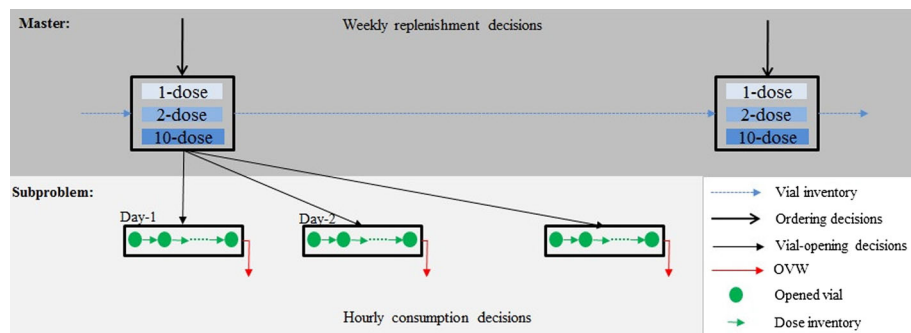 Master:
Weekly replenishment decisions
1-dose
2-dose
10-dose
1-dose
2-dose
10-dose
Subproblem:
Day-1
Day-2
Hourly consumption decisions
Vial inventory
Ordering decisions
Vial-opening decisions
OVW
Opened vial
Dose inventory